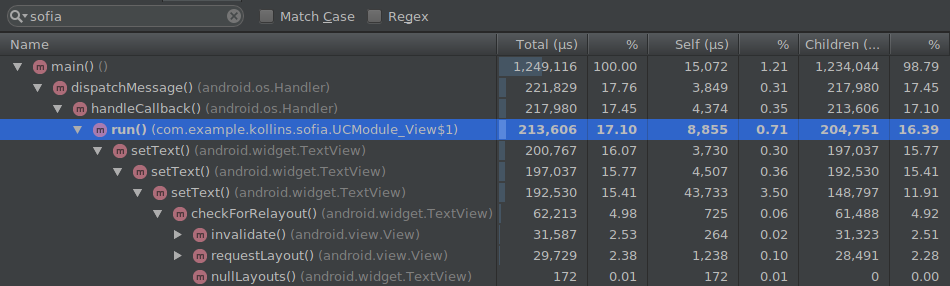 sofia Match Case Regex
Name Total (µs) % Self (µs) % Children (... %
m main() () 1,249,116 100.00 15,072 1.21 1,234,044 98.79
m dispatchMessage() (android.os.Handler) 221,829 17.76 3,849 0.31 217,980 17.45
m handleCallback() (android.os.Handler) 217,980 17.45 4,374 0.35 213,606 17.10
m run() (com.example.kollins.sofia.UCModule_View$1) 213,606 17.10 8,855 0.71 204,751 16.39
m setText() (android.widget.TextView) 200,767 16.07 3,730 0.30 197,037 15.77
m setText() (android.widget.TextView) 197,037 15.77 4,507 0.36 192,530 15.41
m setText() (android.widget.TextView) 192,530 15.41 43,733 3.50 148,797 11.91
m checkForRelayout() (android.widget.TextView) 62,213 4.98 725 0.06 61,488 4.92
m invalidate() (android.view.View) 31,587 2.53 264 0.02 31,323 2.51
m requestLayout() (android.view.View) 29,729 2.38 1,238 0.10 28,491 2.28
m nullLayouts() (android.widget.TextView) 172 0.01 172 0.01 0 0.00